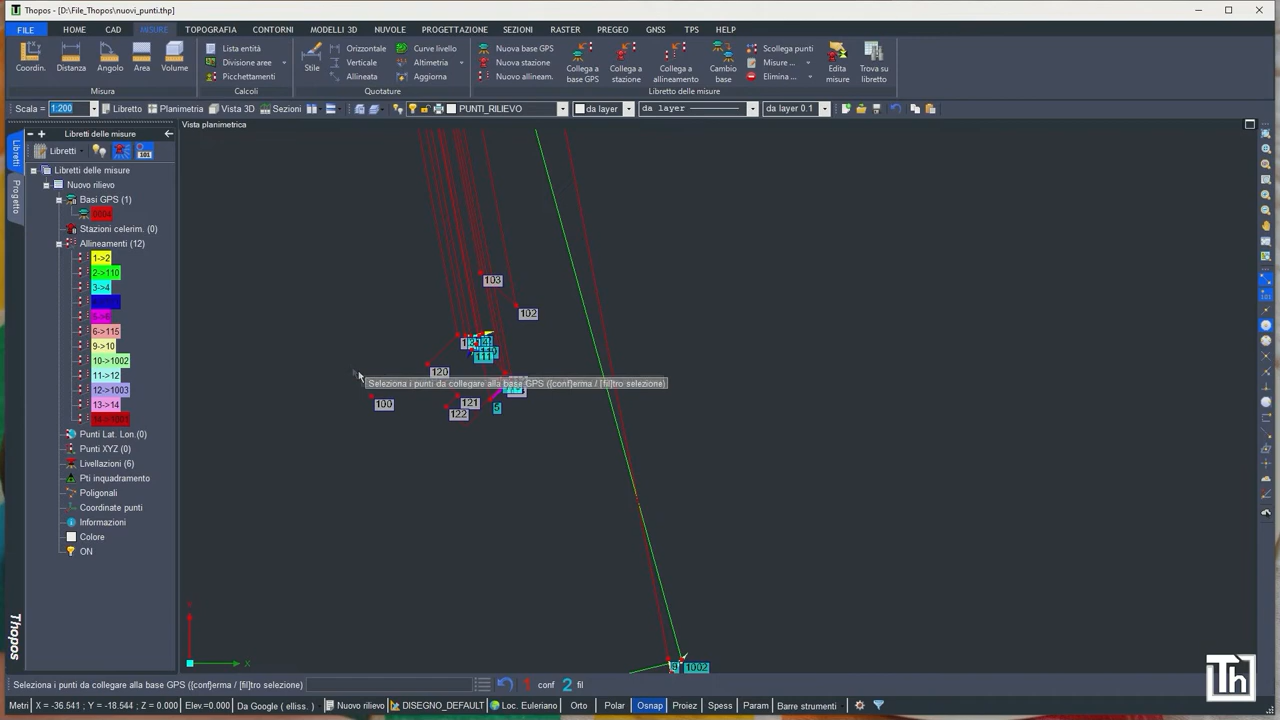 Thopos - [D:\File_Thopos\nuovi_punti.thp]
FILE HOME CAD MISURE TOPOGRAFIA CONTORNI MODELLI 3D NUVOLE PROGETTAZIONE SEZIONI RASTER PREGEO GNSS TPS HELP
Coordin. Distanza Angolo Area Volume
Misura
Lista entità
Divisione aree
Picchettamenti
Calcoli
Stile
Orizzontale
Verticale
Allineata
Curve livello
Altimetria
Aggiorna
Quotature
Nuova base GPS
Nuova stazione
Nuovo allineam.
Collega a base GPS
Collega a stazione
Collega a allineamento
Cambio base
Scollega punti
Misure ...
Elimina ...
Edita misure
Trova su libretto
Libretto delle misure
Scala = 1:200 Libretto Planimetria Vista 3D Sezioni PUNTI_RILIEVO da layer da layer da layer 0.1
Libretti
Progetto
Libretti delle misure
Libretti
Libretti delle misure
Nuovo rilievo
Basi GPS (1)
0004
Stazioni celerim. (0)
Allineamenti (12)
1->2
2->110
3->4
6->115
9->10
10->1002
11->12
12->1003
13->14
14->1001
Punti Lat. Lon.(0)
Punti XYZ (0)
Livellazioni (6)
Pti inquadramento
Poligonali
Coordinate punti
Informazioni
Colore
ON
Thopos
Vista planimetrica
103
102
111
120
Seleziona i punti da collegare alla base GPS ([conf]erma / [fil]tro selezione)
100
121
122
5
1002
X
Th
Seleziona i punti da collegare alla base GPS ([conf]erma / [fil]tro selezione) 1 conf 2 fil
Metri X = -36.541 Y = -18.544 Z = 0.000 Elev=0.000 Da Google ( elliss. ) Nuovo rilievo DISEGNO_DEFAULT Loc. Euleriano Orto Polar Osnap Proiez Spess Param Barre strumenti